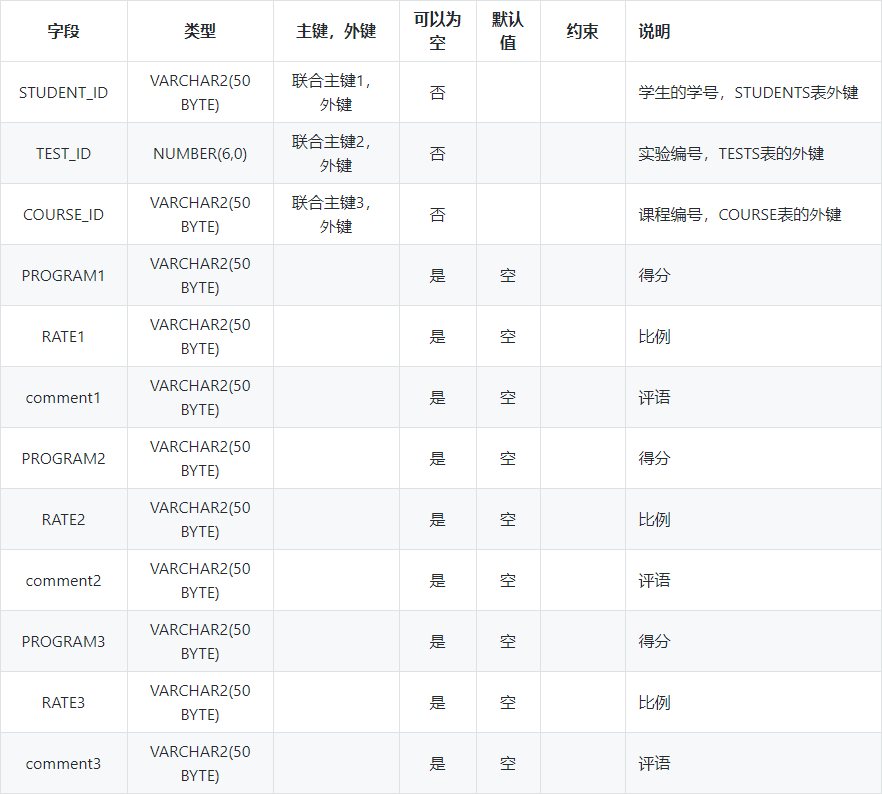 字段 类型 主键，外键 可以为空 默认值 约束 说明
STUDENT_ID VARCHAR2(50 BYTE) 联合主键1，外键 否 学生的学号，STUDENTS表外键
TEST_ID NUMBER(6,0) 联合主键2，外键 否 实验编号，TESTS表的外键
COURSE_ID VARCHAR2(50 BYTE) 联合主键3，外键 否 课程编号，COURSE表的外键
PROGRAM1 VARCHAR2(50 BYTE) 是 空 得分
RATE1 VARCHAR2(50 BYTE) 是 空 比例
comment1 VARCHAR2(50 BYTE) 是 空 评语
PROGRAM2 VARCHAR2(50 BYTE) 是 空 得分
RATE2 VARCHAR2(50 BYTE) 是 空 比例
comment2 VARCHAR2(50 BYTE) 是 空 评语
PROGRAM3 VARCHAR2(50 BYTE) 是 空 得分
RATE3 VARCHAR2(50 BYTE) 是 空 比例
comment3 VARCHAR2(50 BYTE) 是 空 评语